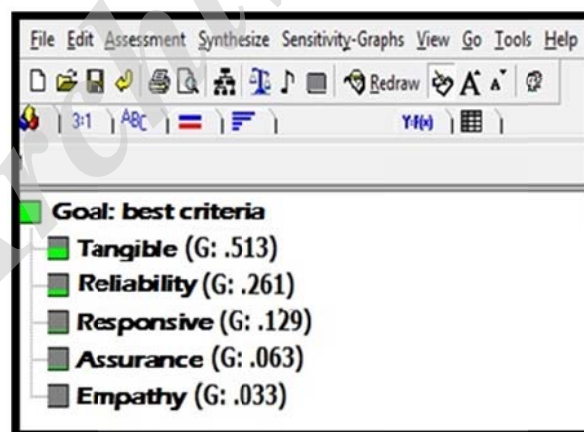 File Edit Assessment Synthesize Sensitivity-Graphs View Go Tools Help
Redraw A A
3:1 ABC Y:F(x)
Goal: best criteria
Tangible (G: .513)
Reliability (G: .261)
Responsive (G: .129)
Assurance (G: .063)
Empathy (G: .033)